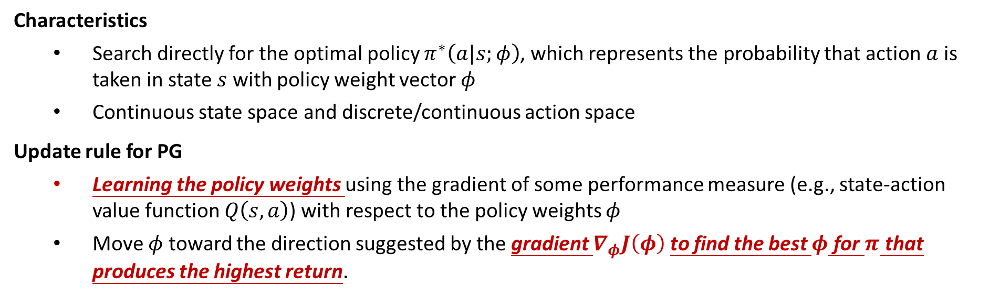 Characteristics
• Search directly for the optimal policy π*(a|s; ϕ), which represents the probability that action a is
taken in state s with policy weight vector ϕ
• Continuous state space and discrete/continuous action space
Update rule for PG
• Learning the policy weights using the gradient of some performance measure (e.g., state-action
value function Q(s, a)) with respect to the policy weights ϕ
• Move ϕ toward the direction suggested by the gradient ∇ϕJ(ϕ) to find the best ϕ for π that
produces the highest return.